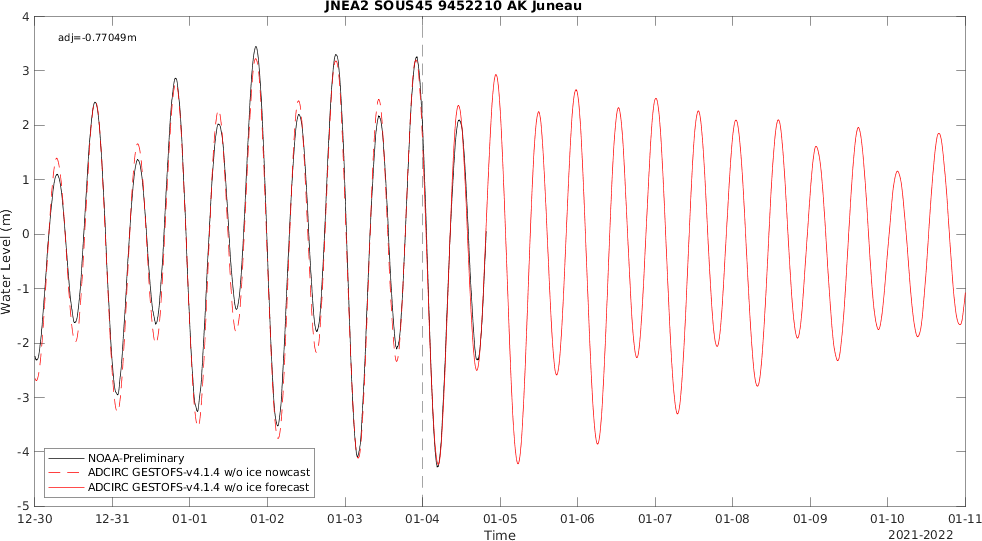 JNEA2 SOUS45 9452210 AK Juneau
adj=-0.77049m
4
3
2
1
0
-1
-2
-3
-4
-5
Water Level (m)
NOAA-Preliminary
ADCIRC GESTOFS-v4.1.4 w/o ice nowcast
ADCIRC GESTOFS-v4.1.4 w/o ice forecast
12-30 12-31 01-01 01-02 01-03 01-04 01-05 01-06 01-07 01-08 01-09 01-10 01-11
Time
2021-2022